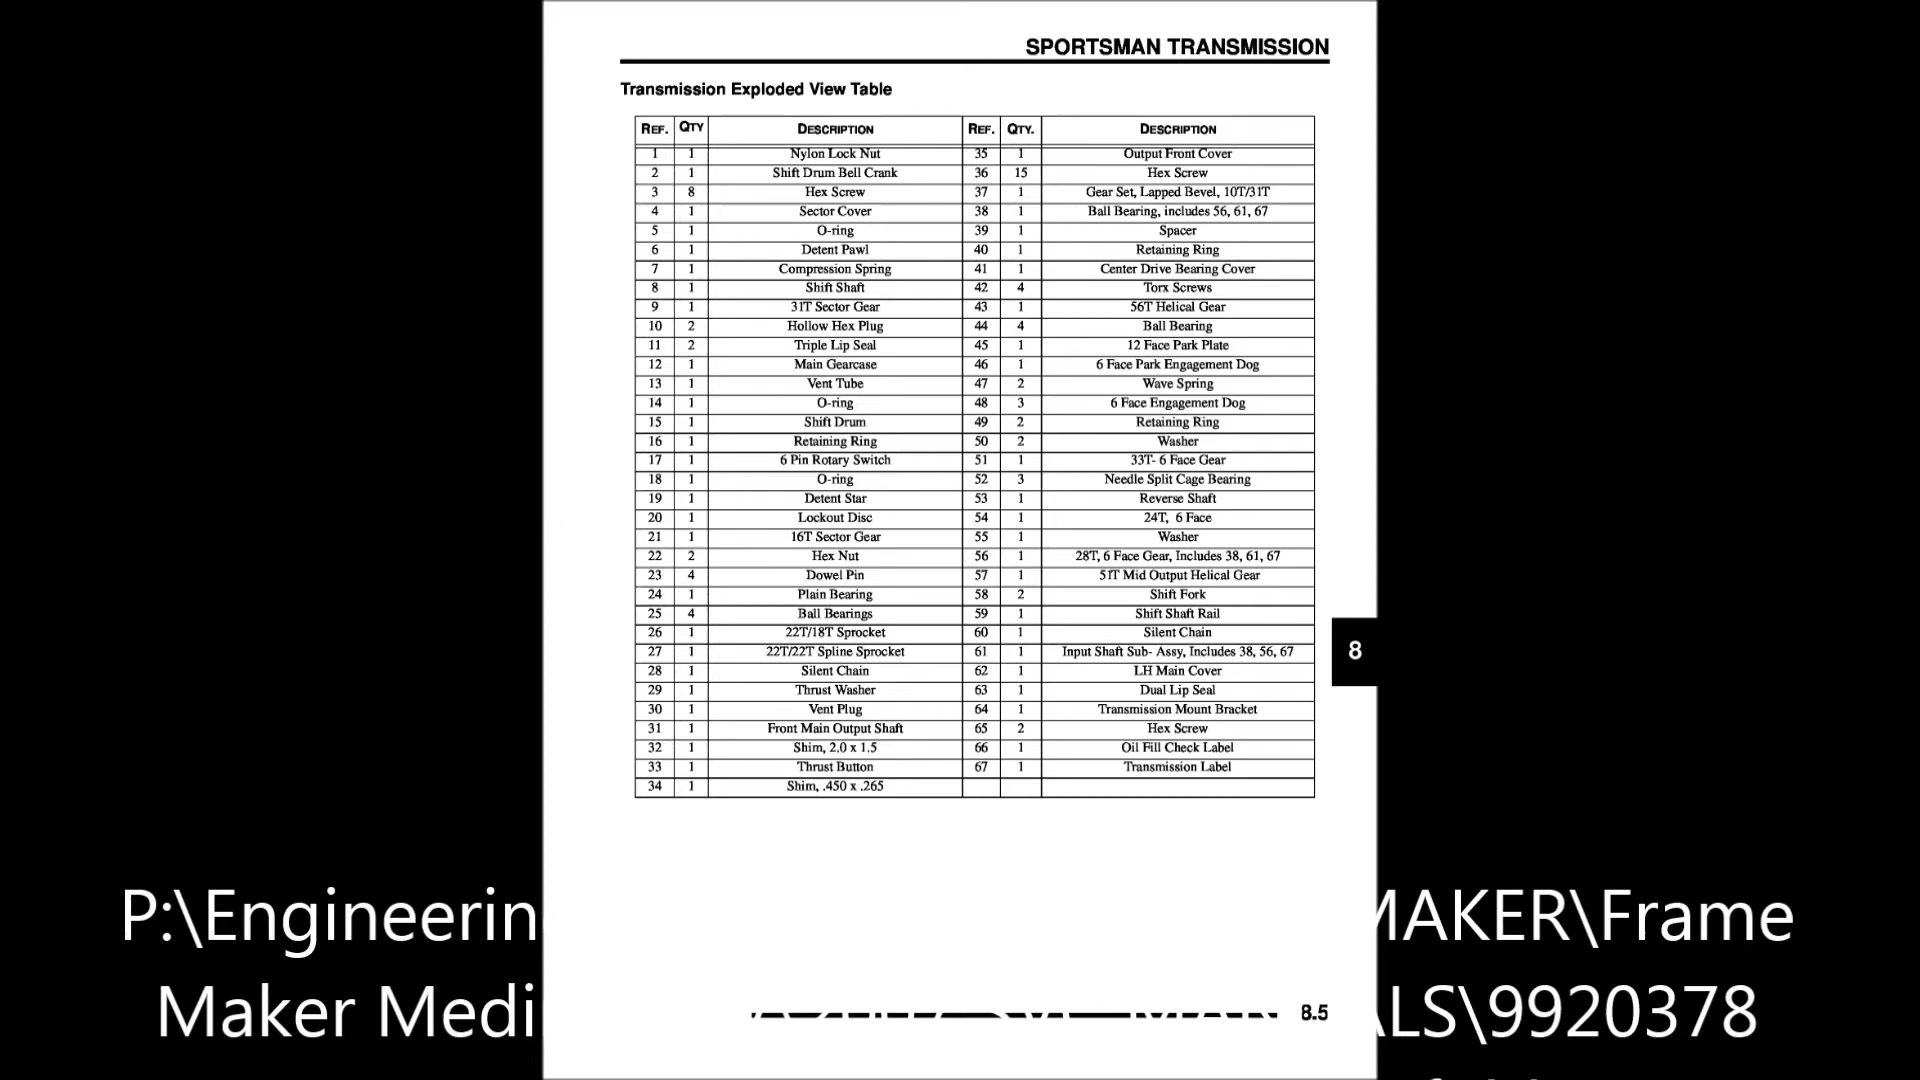 SPORTSMAN TRANSMISSION
Transmission Exploded View Table
REF. QTY DESCRIPTION REF. QTY. DESCRIPTION
1 1 Nylon Lock Nut 35 1 Output Front Cover
2 1 Shift Drum Bell Crank 36 15 Hex Screw
3 8 Hex Screw 37 1 Gear Set, Lapped Bevel, 10T/31T
4 1 Sector Cover 38 1 Ball Bearing, includes 56, 61, 67
5 1 O-ring 39 1 Spacer
6 1 Detent Pawl 40 1 Retaining Ring
7 1 Compression Spring 41 1 Center Drive Bearing Cover
8 1 Shift Shaft 42 4 Torx Screws
9 1 31T Sector Gear 43 1 56T Helical Gear
10 2 Hollow Hex Plug 44 4 Ball Bearing
11 2 Triple Lip Seal 45 1 12 Face Park Plate
12 1 Main Gearcase 46 1 6 Face Park Engagement Dog
13 1 Vent Tube 47 2 Wave Spring
14 1 O-ring 48 3 6 Face Engagement Dog
15 1 Shift Drum 49 2 Retaining Ring
16 1 Retaining Ring 50 2 Washer
17 1 6 Pin Rotary Switch 51 1 33T- 6 Face Gear
18 1 O-ring 52 3 Needle Split Cage Bearing
19 1 Detent Star 53 1 Reverse Shaft
20 1 Lockout Disc 54 1 24T, 6 Face
21 1 16T Sector Gear 55 1 Washer
22 2 Hex Nut 56 1 28T, 6 Face Gear, Includes 38, 61, 67
23 4 Dowel Pin 57 1 51T Mid Output Helical Gear
24 1 Plain Bearing 58 2 Shift Fork
25 4 Ball Bearings 59 1 Shift Shaft Rail
26 1 22T/18T Sprocket 60 1 Silent Chain
27 1 22T/22T Spline Sprocket 61 1 Input Shaft Sub- Assy, Includes 38, 56, 67
28 1 Silent Chain 62 1 LH Main Cover
29 1 Thrust Washer 63 1 Dual Lip Seal
30 1 Vent Plug 64 1 Transmission Mount Bracket
31 1 Front Main Output Shaft 65 2 Hex Screw
32 1 Shim, 2.0 x 1.5 66 1 Oil Fill Check Label
33 1 Thrust Button 67 1 Transmission Label
34 1 Shim, .450 x .265
8
P:\Engineerin MAKER\Frame
Maker Medi LS\9920378
8.5